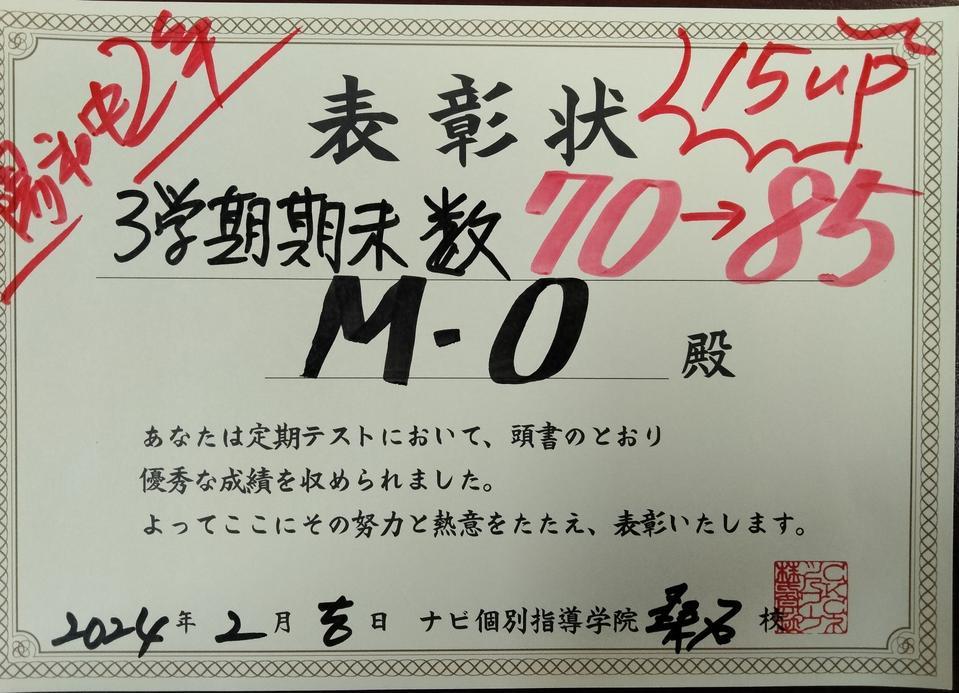 陽和中2年
表彰状
15up
3学期期末数 70→85
M-O 殿
あなたは定期テストにおいて、頭書のとおり
優秀な成績を収められました。
よってここにその努力と熱意をたたえ、表彰いたします。
2024年2月吉日 ナビ個別指導学院桑名校